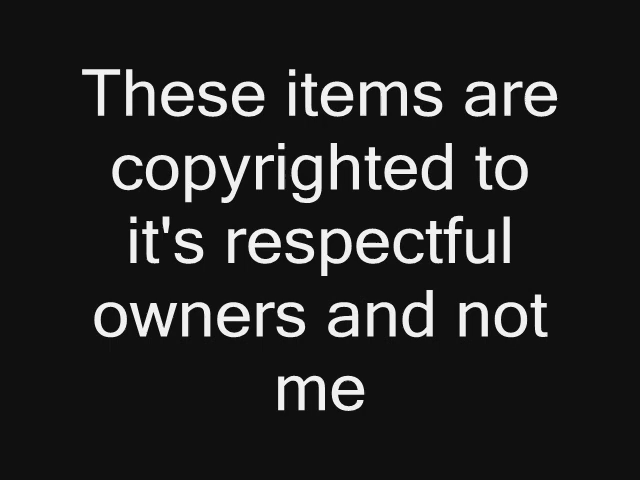 These items are
copyrighted to
it's respectful
owners and not
me